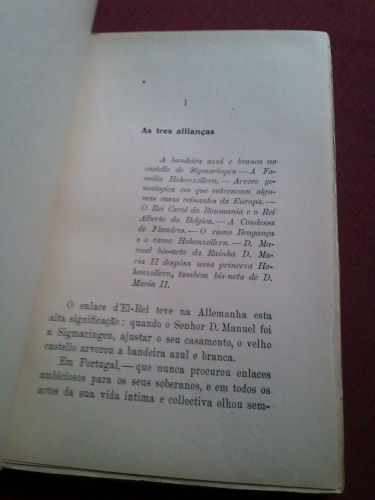 I
As tres allianças
A bandeira azul e branca no
castello de Sigmaringen — A Fa-
milia Hohenzollern. — Arvore ge-
nealogica em que entroncam algu-
mas casas reinantes da Europa. —
O Rei Carol da Roumania e o Rei
Alberto da Belgica. — A Condessa
de Flandres. — O ramo Bragança
e o ramo Hohenzollern. — D. Ma-
nuel bis-neto da Rainha D. Ma-
ria II despósa uma princeza Ho-
henzollern, tambem bis-neta de D.
Maria II.
O enlace d'El-Rei teve na Allemanha esta
alta significação: quando o Senhor D. Manuel foi
a Sigmaringen, ajustar o seu casamento, o velho
castello arvorou a bandeira azul e branca.
Em Portugal, — que nunca procurou enlaces
ambiciosos para os seus soberanos, e em todos os
actos da sua vida intima e collectiva olhou sem-